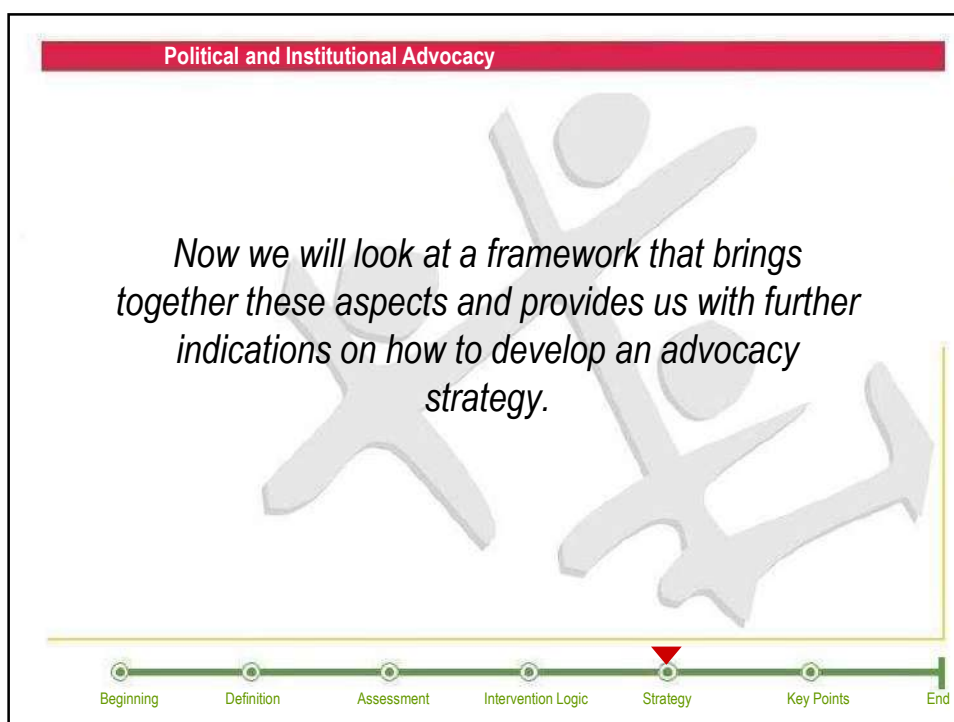 Political and Institutional Advocacy
Now we will look at a framework that brings
together these aspects and provides us with further
indications on how to develop an advocacy
strategy.
Beginning Definition Assessment Intervention Logic Strategy Key Points End